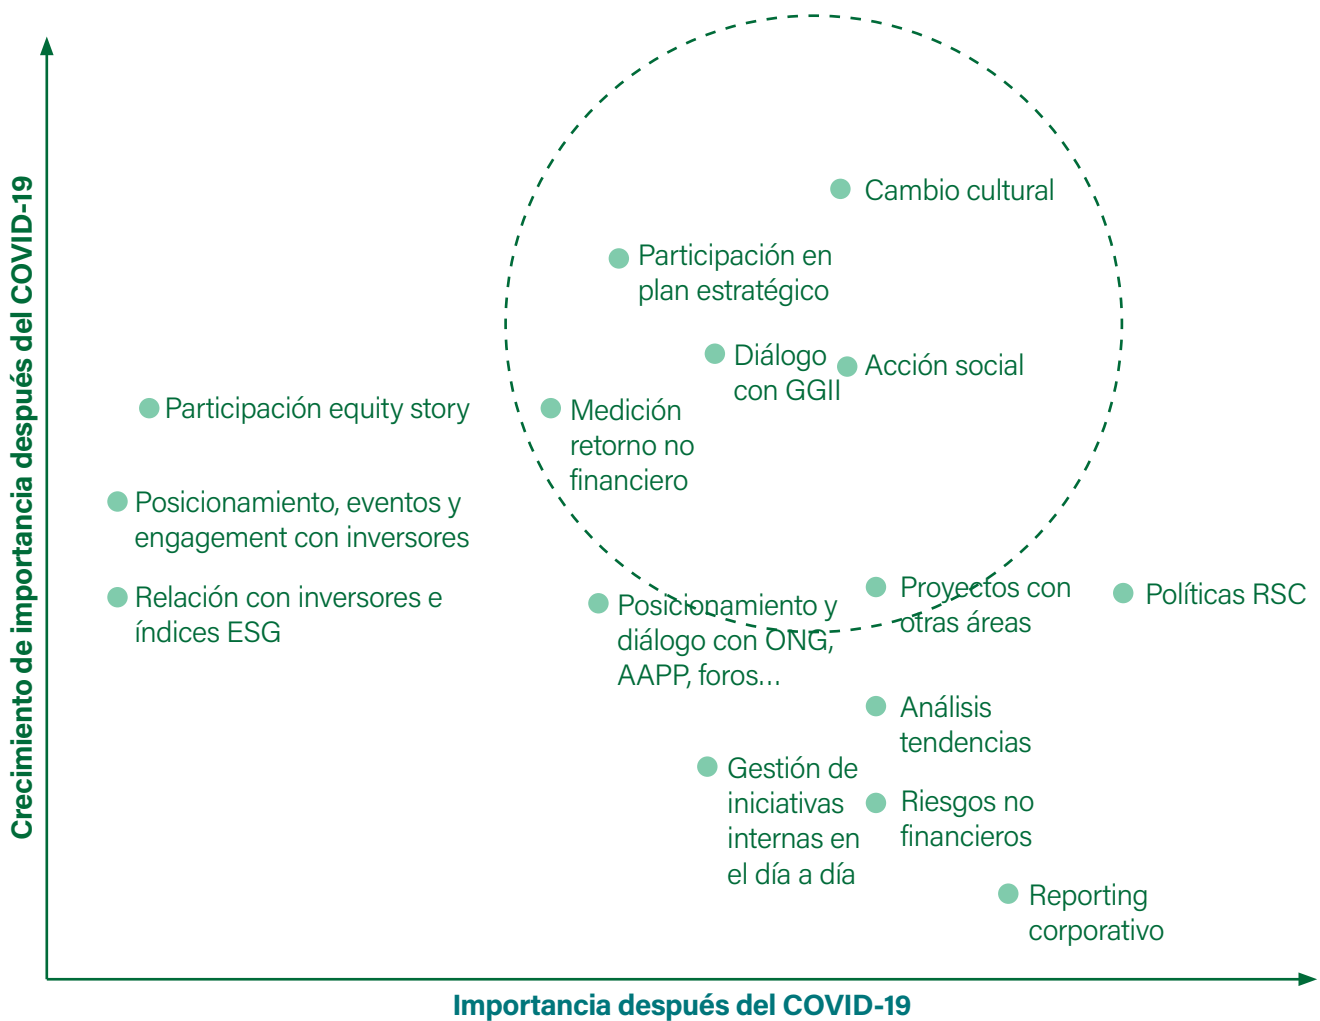 Crecimiento de importancia después del COVID-19
Cambio cultural
Participación en
plan estratégico
Diálogo
con GGII
Acción social
Participación equity story
Medición
retorno no
financiero
Posicionamiento, eventos y
engagement con inversores
Relación con inversores e
índices ESG
Posicionamiento y
diálogo con ONG,
AAPP, foros...
Proyectos con
otras áreas
Políticas RSC
Análisis
tendencias
Gestión de
iniciativas
internas en
el día a día
Riesgos no
financieros
Reporting
corporativo
Importancia después del COVID-19